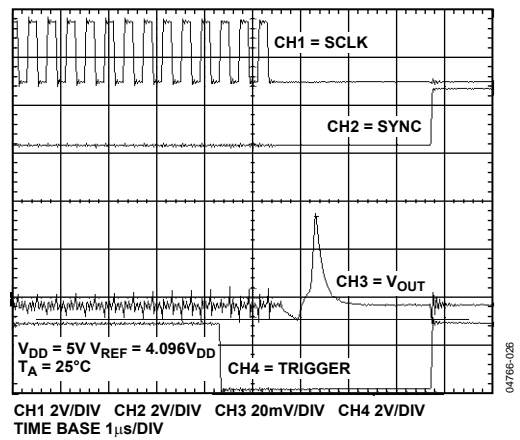 CH1 = SCLK
CH2 = SYNC
CH3 = VOUT
VDD = 5V VREF = 4.096VDD
TA = 25°C
CH4 = TRIGGER
CH1 2V/DIV CH2 2V/DIV CH3 20mV/DIV CH4 2V/DIV
TIME BASE 1μs/DIV
04766-026